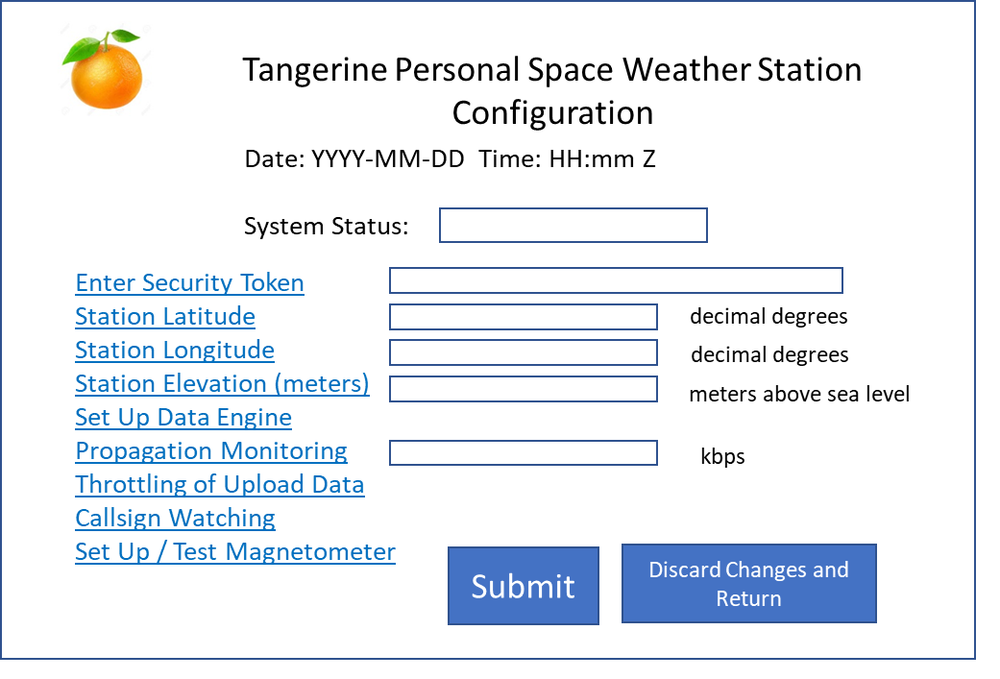 Tangerine Personal Space Weather Station
Configuration
Date: YYYY-MM-DD Time: HH:mm Z
System Status:
Enter Security Token
Station Latitude decimal degrees
Station Longitude decimal degrees
Station Elevation (meters) meters above sea level
Set Up Data Engine
Propagation Monitoring kbps
Throttling of Upload Data
Callsign Watching
Set Up / Test Magnetometer
Submit
Discard Changes and
Return